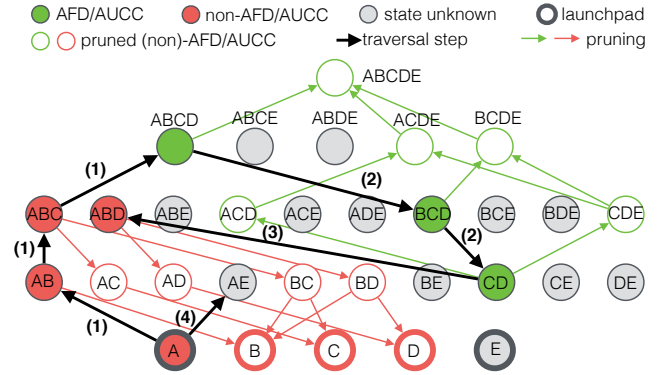 AFD/AUCC non-AFD/AUCC state unknown launchpad
pruned (non)-AFD/AUCC traversal step pruning
ABCDE
ABCD ABCE ABDE ACDE BCDE
(1) (2)
ABC ABD ABE ACD ACE ADE BCD BCE BDE CDE
(1) (3) (2)
AB AC AD AE BC BD BE CD CE DE
(1) (4)
A B C D E